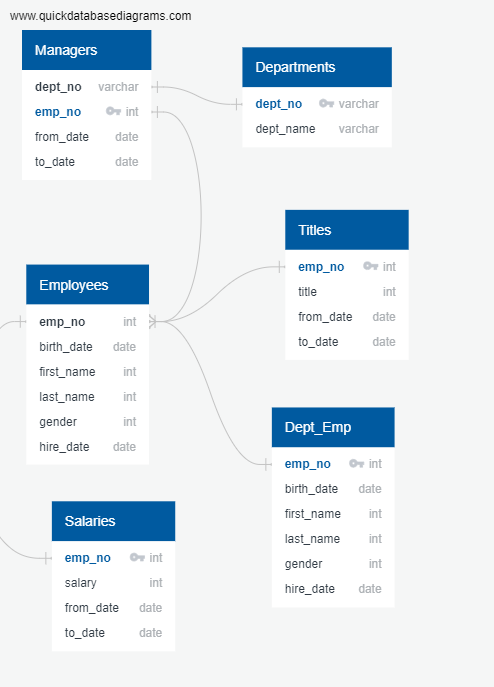 www.quickdatabasediagrams.com
Managers
dept_no varchar
emp_no int
from_date date
to_date date
Departments
dept_no varchar
dept_name varchar
Titles
emp_no int
title int
from_date date
to_date date
Employees
emp_no int
birth_date date
first_name int
last_name int
gender int
hire_date date
Dept_Emp
emp_no int
birth_date date
first_name int
last_name int
gender int
hire_date date
Salaries
emp_no int
salary int
from_date date
to_date date